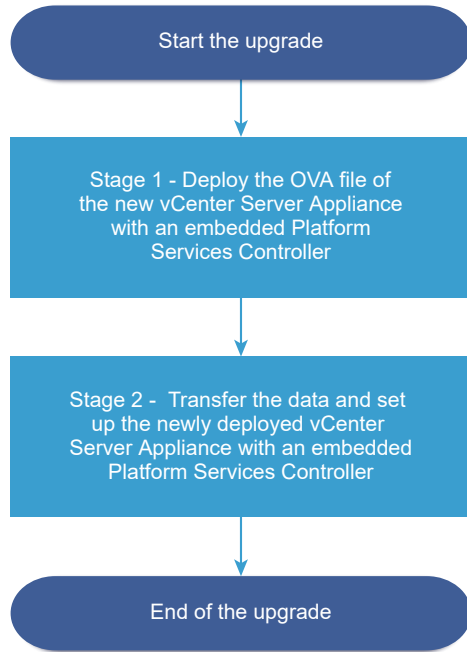 Start the upgrade
Stage 1 - Deploy the OVA file of
the new vCenter Server Appliance
with an embedded Platform
Services Controller
Stage 2 -  Transfer the data and set
up the newly deployed vCenter
Server Appliance with an embedded
Platform Services Controller
End of the upgrade